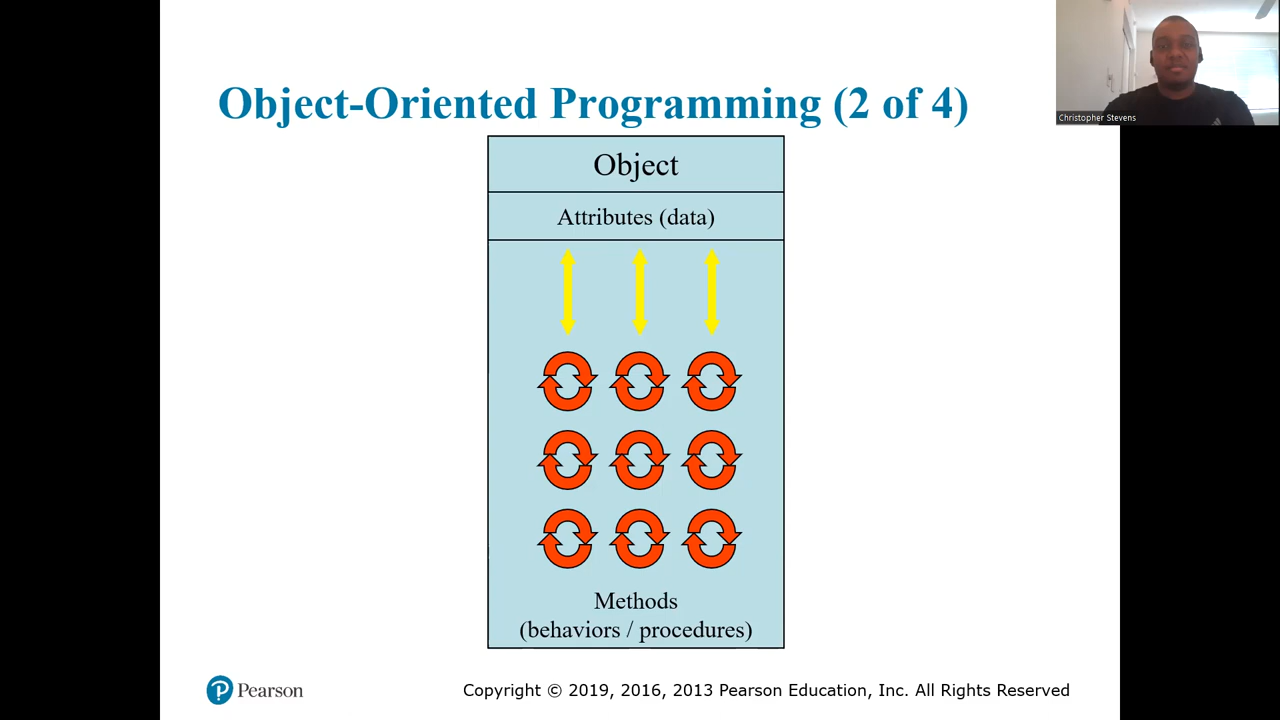 Object-Oriented Programming (2 of 4)
Christopher Stevens
Object
Attributes (data)
Methods
(behaviors / procedures)
Pearson
Copyright © 2019, 2016, 2013 Pearson Education, Inc. All Rights Reserved